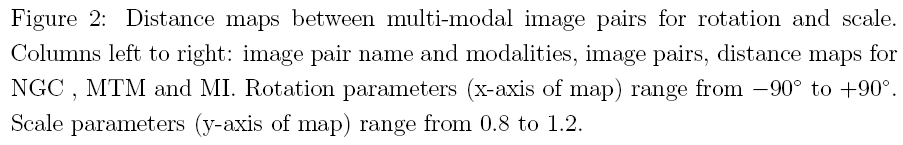 Figure 2: Distance maps between multi-modal image pairs for rotation and scale.
Columns left to right: image pair name and modalities, image pairs, distance maps for
NGC , MTM and MI. Rotation parameters (x-axis of map) range from −90° to +90°.
Scale parameters (y-axis of map) range from 0.8 to 1.2.